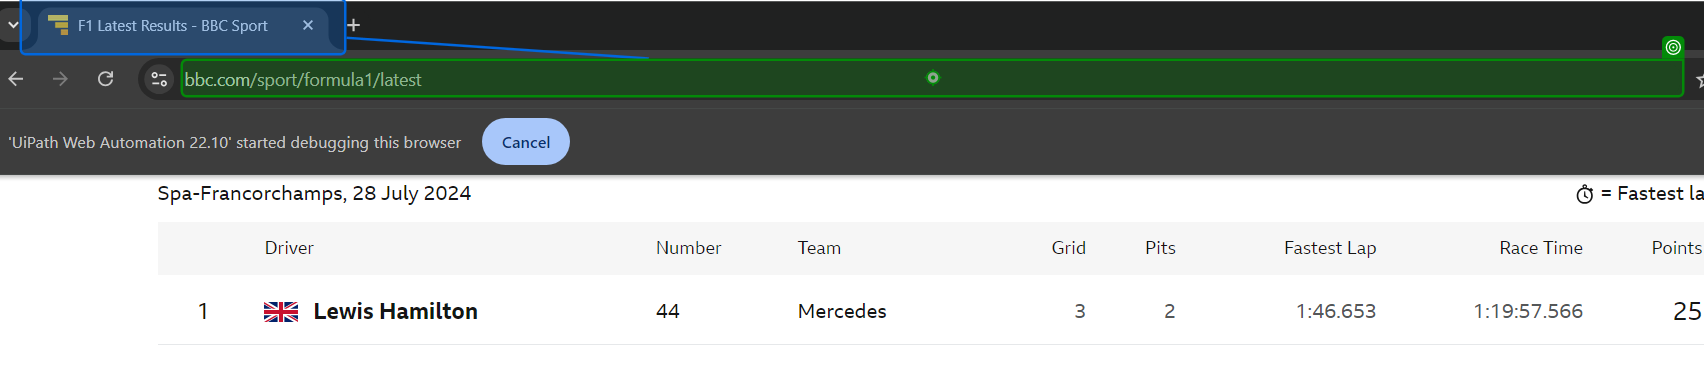 F1 Latest Results - BBC Sport
bbc.com/sport/formula1/latest
'UiPath Web Automation 22.10' started debugging this browser Cancel
Spa-Francorchamps, 28 July 2024 = Fastest la
Driver Number Team Grid Pits Fastest Lap Race Time Points
1 Lewis Hamilton 44 Mercedes 3 2 1:46.653 1:19:57.566 25